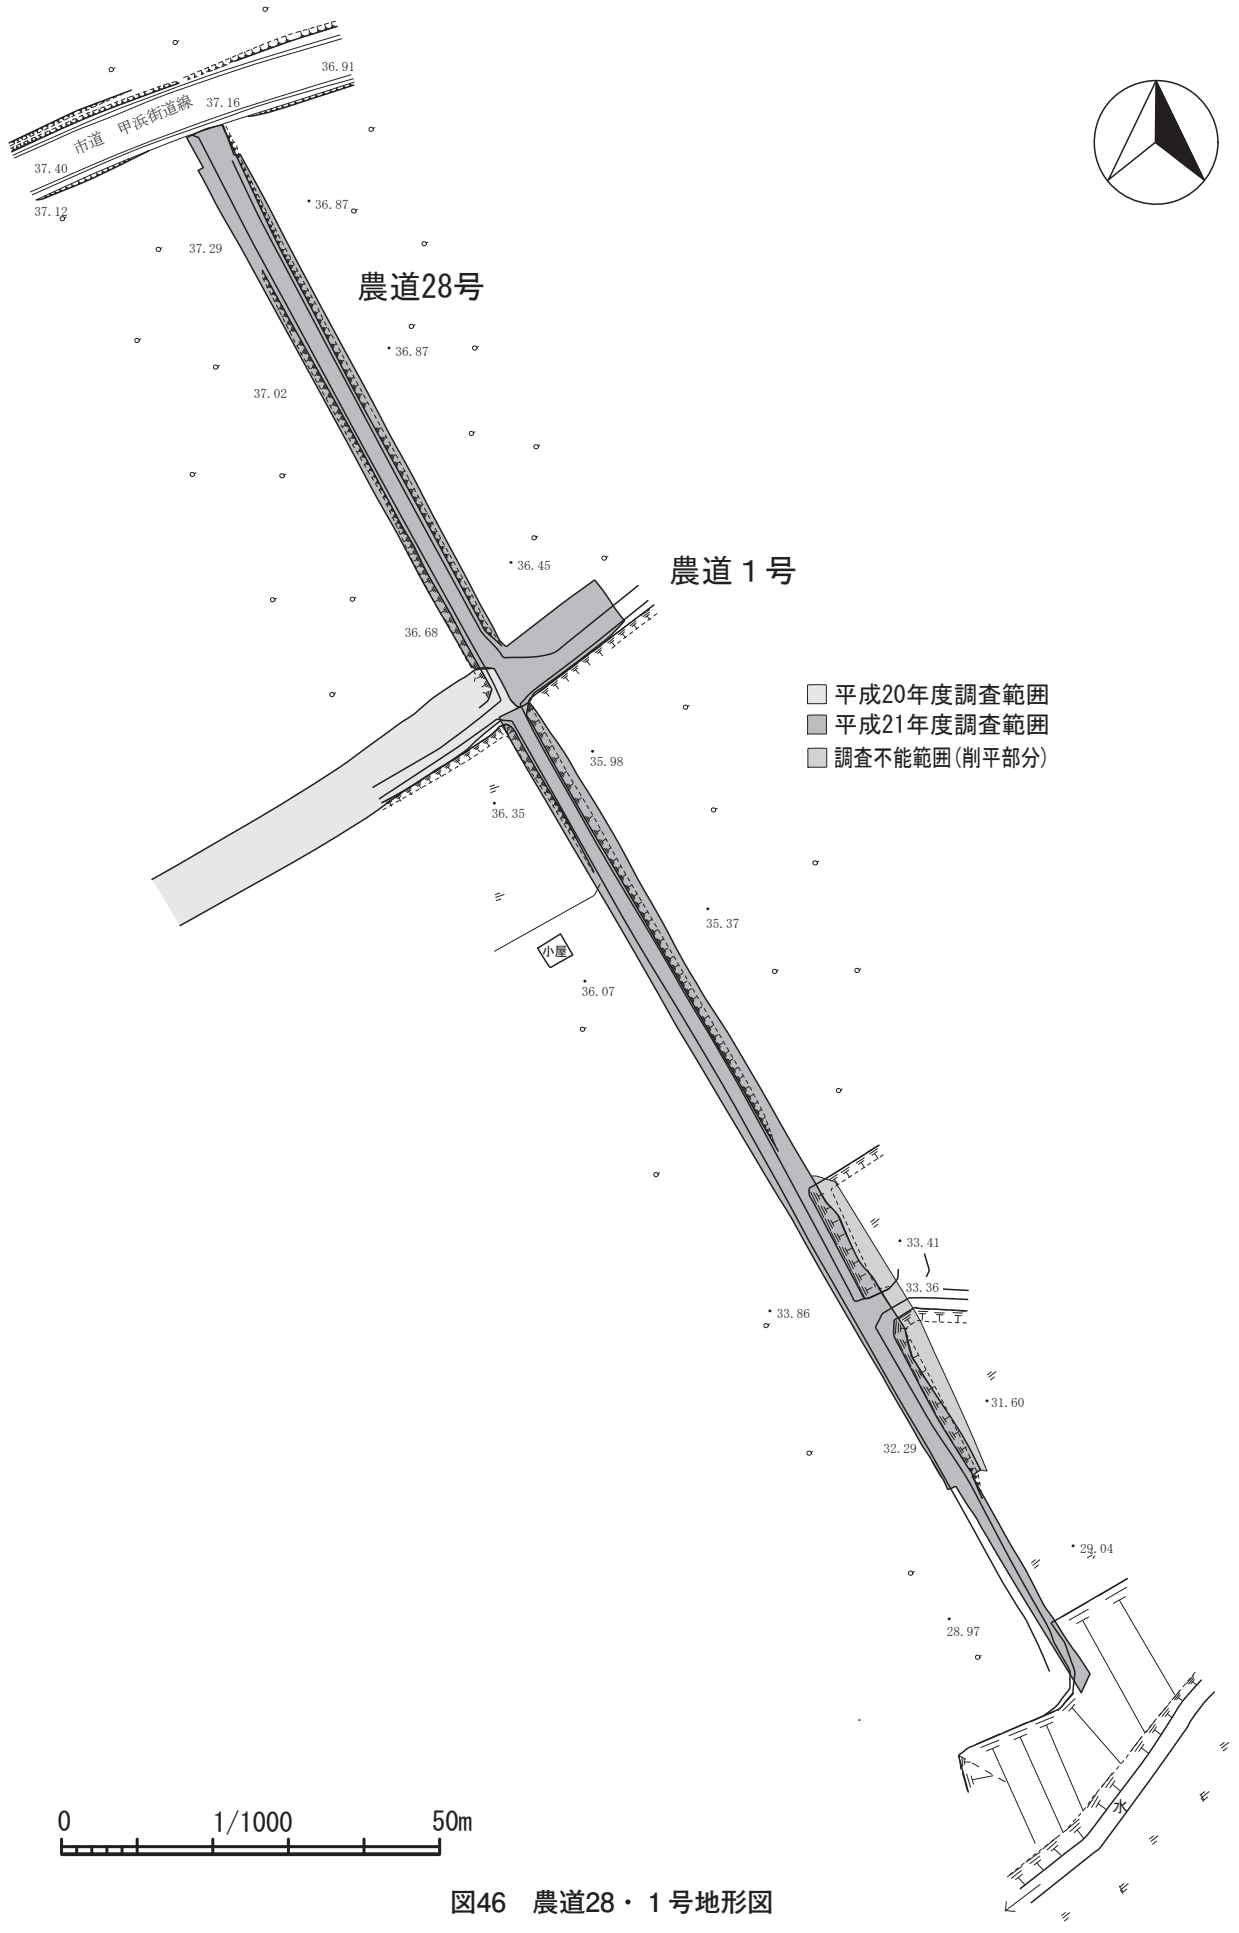 36.91
37.16
市道　甲浜街道線
37.40
37.12
36.87
37.29
農道28号
36.87
37.02
36.45
農道１号
36.68
平成20年度調査範囲
平成21年度調査範囲
調査不能範囲(削平部分)
35.98
36.35
35.37
小屋
36.07
33.41
33.36
33.86
31.60
32.29
29.04
28.97
水
0　1/1000　50m
図46　農道28・１号地形図